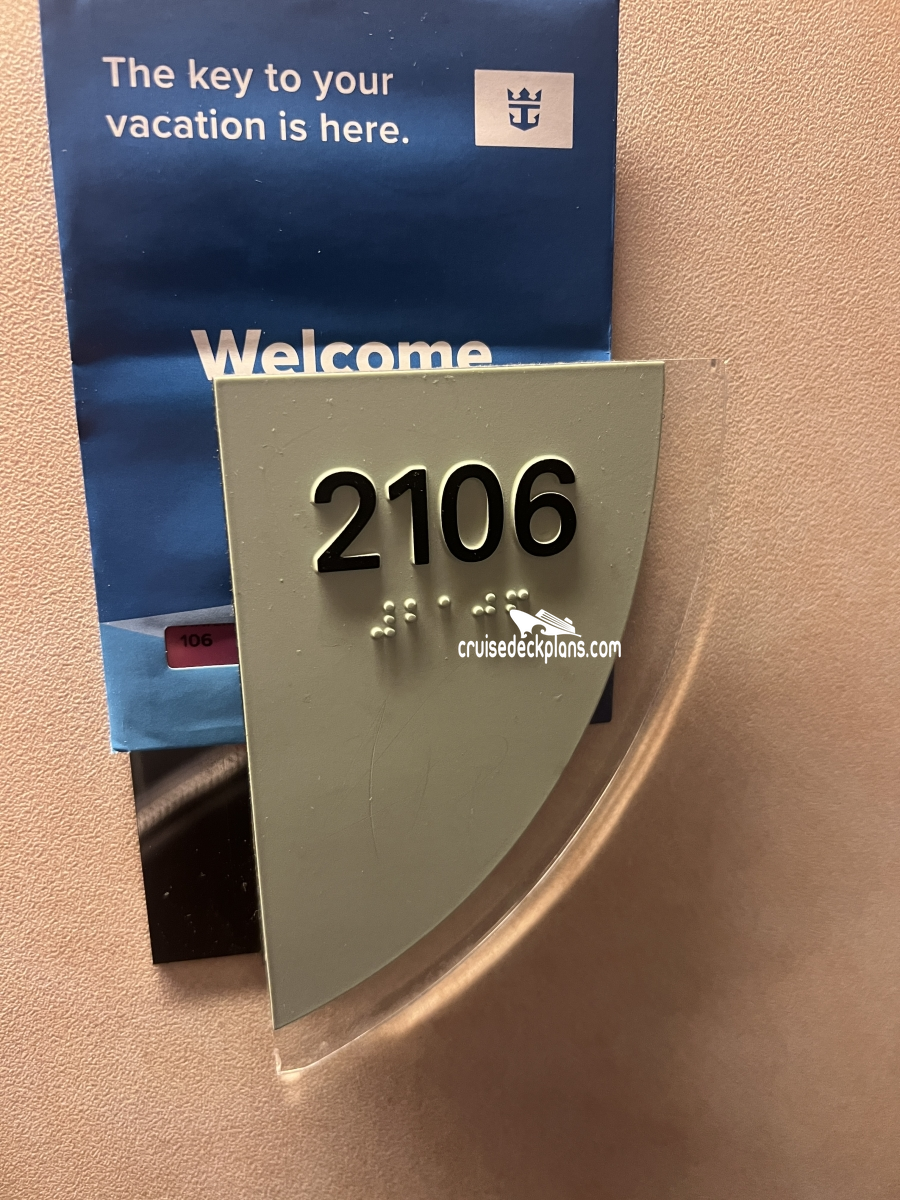 The key to your
vacation is here.
Welcome
2106
⠼⠃⠁⠚⠋
cruisedeckplans.com
106